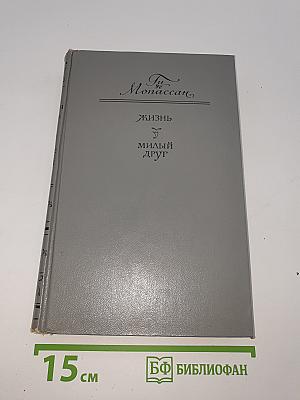 Ги де
Мопассан
ЖИЗНЬ
МИЛЫЙ
ДРУГ
15 см
БФ БИБЛИОФАН